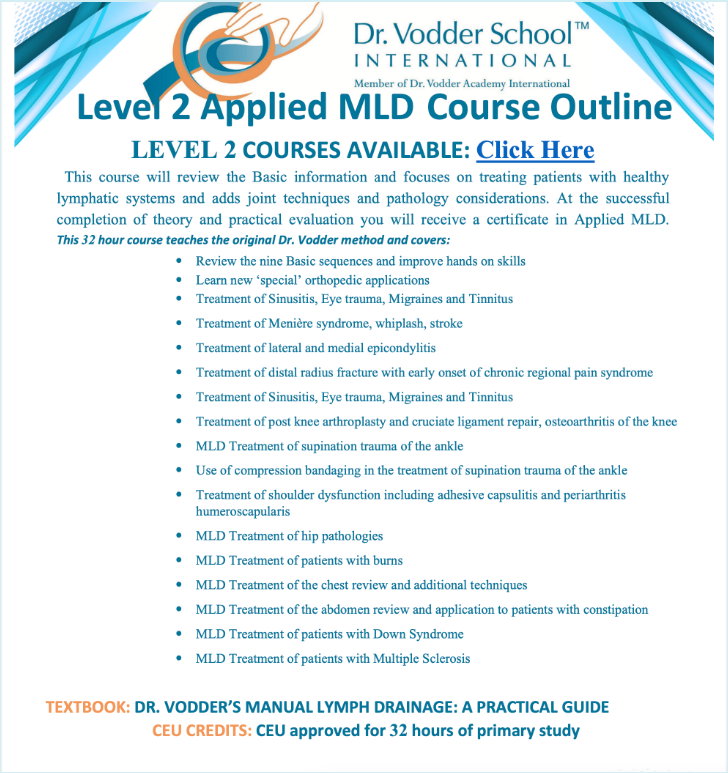 Dr. Vodder School™
INTERNATIONAL
Member of Dr. Vodder Academy International
Level 2 Applied MLD Course Outline
LEVEL 2 COURSES AVAILABLE: Click Here
This course will review the Basic information and focuses on treating patients with healthy
lymphatic systems and adds joint techniques and pathology considerations. At the successful
completion of theory and practical evaluation you will receive a certificate in Applied MLD.
This 32 hour course teaches the original Dr. Vodder method and covers:
• Review the nine Basic sequences and improve hands on skills
• Learn new ‘special’ orthopedic applications
• Treatment of Sinusitis, Eye trauma, Migraines and Tinnitus
• Treatment of Menière syndrome, whiplash, stroke
• Treatment of lateral and medial epicondylitis
• Treatment of distal radius fracture with early onset of chronic regional pain syndrome
• Treatment of Sinusitis, Eye trauma, Migraines and Tinnitus
• Treatment of post knee arthroplasty and cruciate ligament repair, osteoarthritis of the knee
• MLD Treatment of supination trauma of the ankle
• Use of compression bandaging in the treatment of supination trauma of the ankle
• Treatment of shoulder dysfunction including adhesive capsulitis and periarthritis
humeroscapularis
• MLD Treatment of hip pathologies
• MLD Treatment of patients with burns
• MLD Treatment of the chest review and additional techniques
• MLD Treatment of the abdomen review and application to patients with constipation
• MLD Treatment of patients with Down Syndrome
• MLD Treatment of patients with Multiple Sclerosis
TEXTBOOK: DR. VODDER’S MANUAL LYMPH DRAINAGE: A PRACTICAL GUIDE
CEU CREDITS: CEU approved for 32 hours of primary study